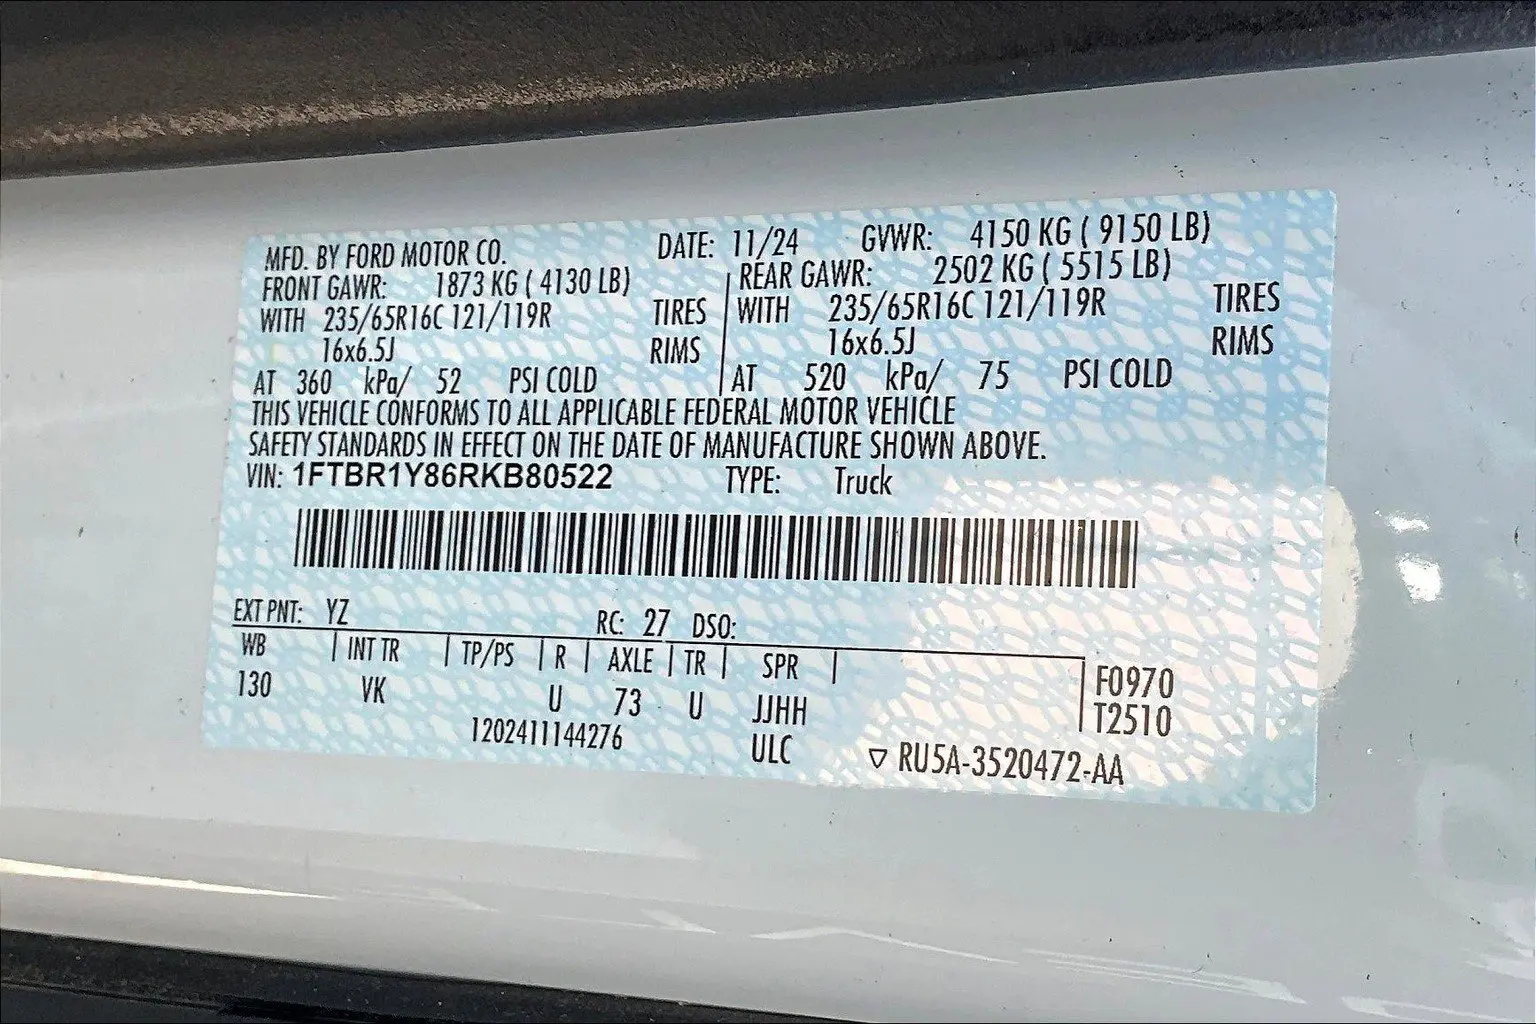 MFD. BY FORD MOTOR CO. DATE: 11/24 GVWR: 4150 KG ( 9150 LB)
FRONT GAWR: 1873 KG ( 4130 LB) REAR GAWR: 2502 KG ( 5515 LB)
WITH 235/65R16C 121/119R TIRES WITH 235/65R16C 121/119R TIRES
16x6.5J RIMS 16x6.5J RIMS
AT 360 kPa/ 52 PSI COLD AT 520 kPa/ 75 PSI COLD
THIS VEHICLE CONFORMS TO ALL APPLICABLE FEDERAL MOTOR VEHICLE
SAFETY STANDARDS IN EFFECT ON THE DATE OF MANUFACTURE SHOWN ABOVE.
VIN: 1FTBR1Y86RKB80522 TYPE: Truck
EXT PNT: YZ RC: 27 DSO:
WB INT TR TP/PS R AXLE TR SPR F0970
130 VK U 73 U JJHH T2510
1202411144276 ULC ▽ RU5A-3520472-AA